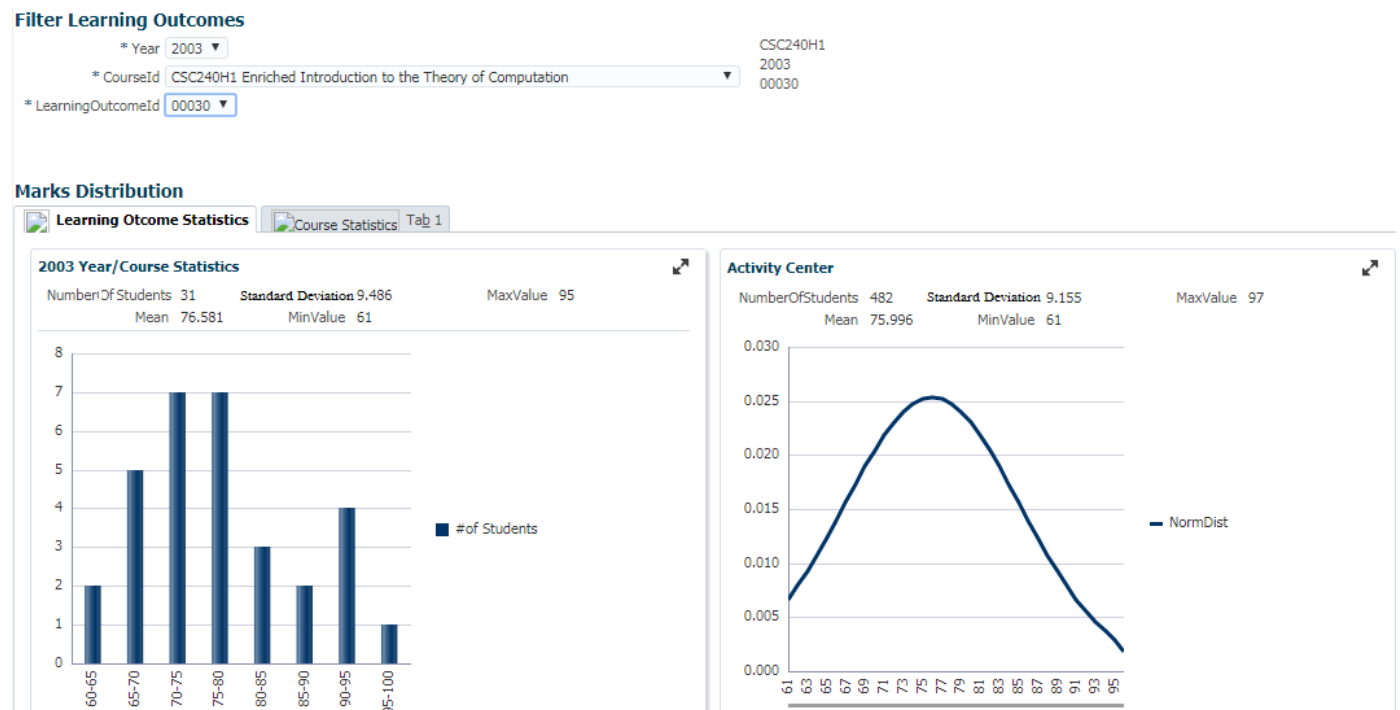 Filter Learning Outcomes
* Year 2003
* CourseId CSC240H1 Enriched Introduction to the Theory of Computation
* LearningOutcomeId 00030
CSC240H1
2003
00030
Marks Distribution
Learning Otcome Statistics Course Statistics Tab 1
2003 Year/Course Statistics
NumberOf Students 31 Standard Deviation 9.486 MaxValue 95
Mean 76.581 MinValue 61
8
7
6
5
4
3
2
1
0
60-65 65-70 70-75 75-80 80-85 85-90 90-95 95-100
#of Students
Activity Center
NumberOfStudents 482 Standard Deviation 9.155 MaxValue 97
Mean 75.996 MinValue 61
0.030
0.025
0.020
0.015
0.010
0.005
0.000
61 63 65 67 69 71 73 75 77 79 81 83 85 87 89 91 93 95
NormDist